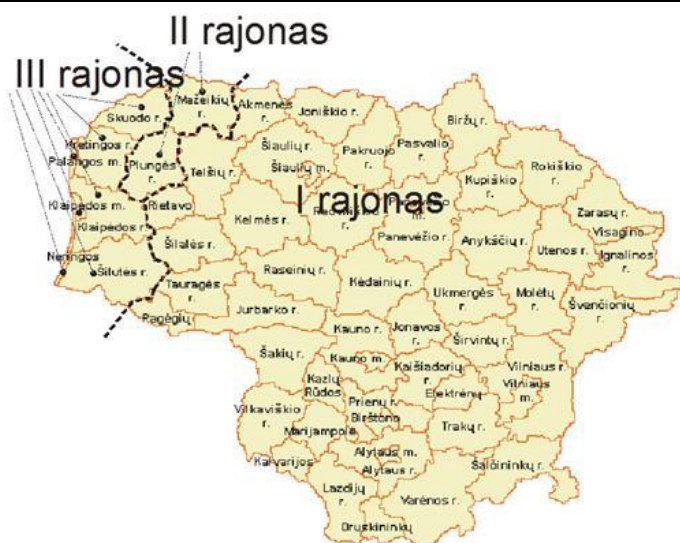 II rajonas
III rajonas
Mažeikių r.
Skuodo r.
Akmenės r.
Joniškio r.
Biržų r.
Kretingos r.
Palangos m.
Plungės r.
Telšių r.
Šiaulių r.
Šiaulių m.
Pakruojo r.
Pasvalio r.
Kupiškio r.
Rokiškio r.
I rajonas
Klaipėdos m.
Klaipėdos r.
Rietavo
Kelmės r.
Panevėžio r.
Anykščių r.
Utenos r.
Zarasų r.
Visagino
Ignalinos r.
Neringos
Šilutės r.
Šilalės r.
Tauragės r.
Raseinių r.
Kėdainių r.
Ukmergės r.
Molėtų r.
Švenčionių r.
Pagėgių
Jurbarko r.
Kauno r.
Jonavos r.
Širvintų r.
Šakių r.
Kauno m.
Kaišiadorių r.
Vilniaus r.
Vilniaus m.
Kazlų Rūdos
Prienų r.
Birštono
Elektrėnų
Vilkaviškio r.
Marijampolė
Trakų r.
Kalvarijos
Alytaus m.
Alytaus r.
Šalčininkų r.
Lazdijų r.
Varėnos r.
Druskininkų